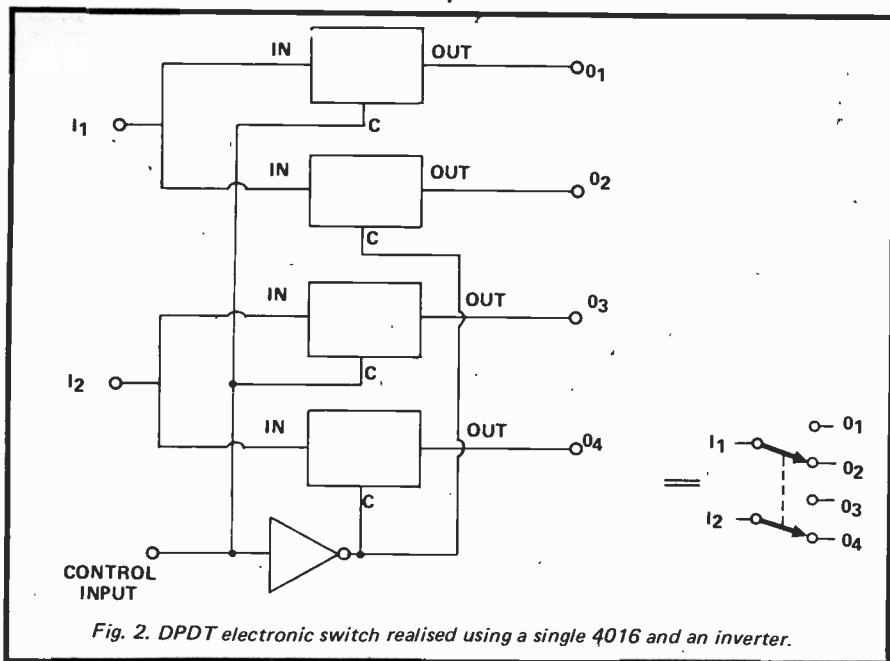 IN OUT
O1
I1
C
OUT
O2
IN
C
IN OUT
O3
I2
C
IN OUT
O4
C
CONTROL
INPUT
I1
O1
O2
O3
I2
O4
Fig. 2. DPDT electronic switch realised using a single 4016 and an inverter.